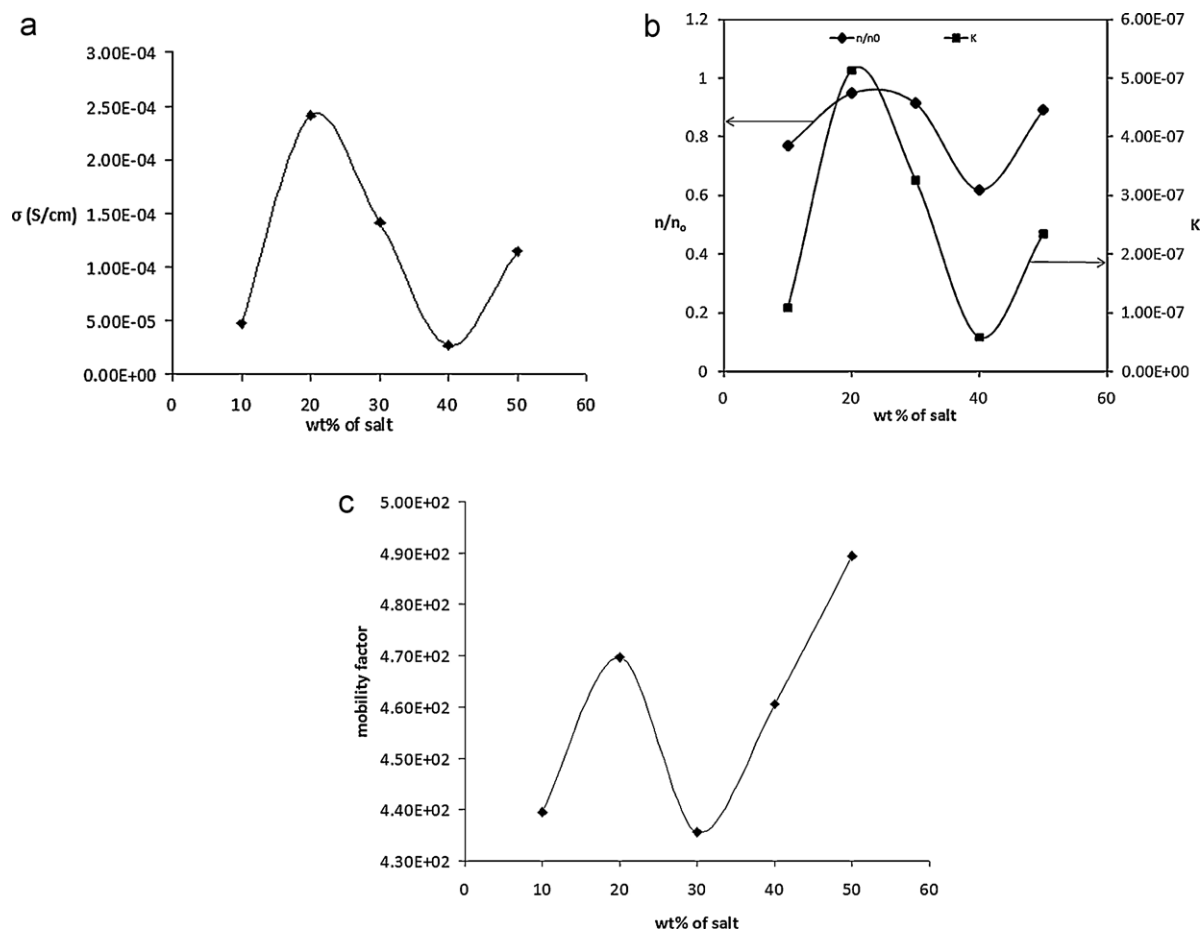 a
3.00E-04
2.50E-04
2.00E-04
1.50E-04
σ (S/cm)
1.00E-04
5.00E-05
0.00E+00
0 10 20 30 40 50 60
wt% of salt
b
n/n0 K
1.2
1
0.8
0.6
n/n₀
0.4
0.2
0
6.00E-07
5.00E-07
4.00E-07
3.00E-07
K
2.00E-07
1.00E-07
0.00E+00
0 20 40 60
wt% of salt
c
5.00E+02
4.90E+02
4.80E+02
4.70E+02
4.60E+02
4.50E+02
4.40E+02
4.30E+02
mobility factor
0 10 20 30 40 50 60
wt% of salt